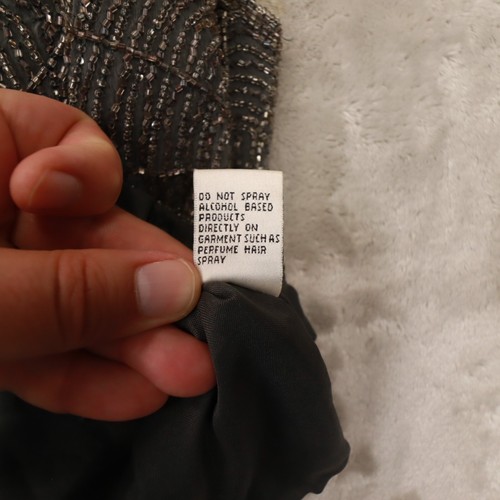 DO NOT SPRAY
ALCOHOL BASED
PRODUCTS
DIRECTLY ON
GARMENT SUCH AS
PERFUME HAIR
SPRAY